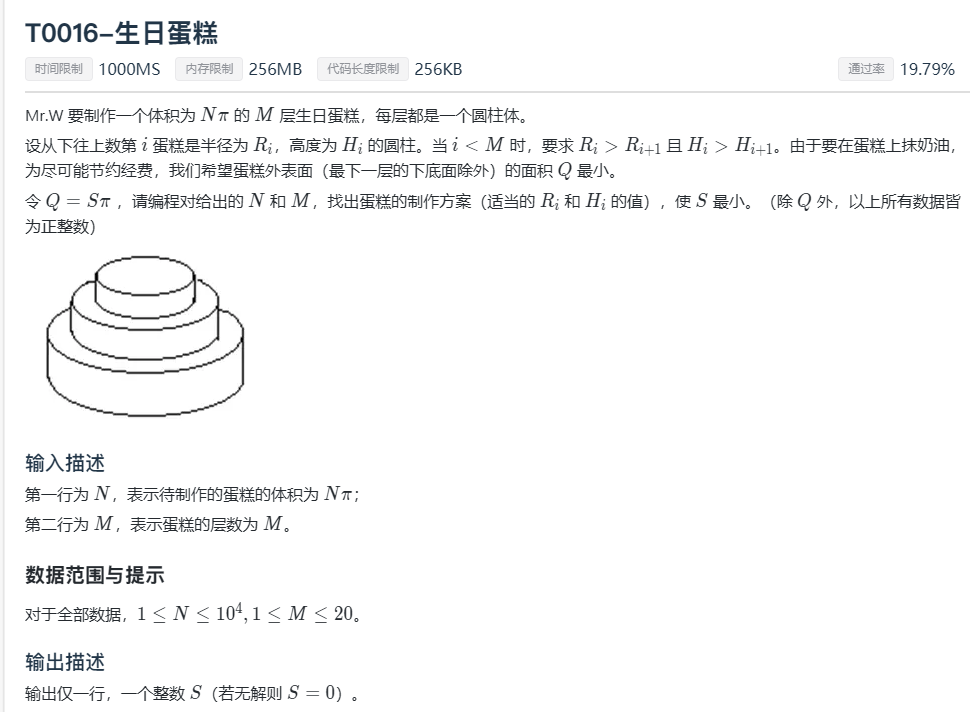 T0016–生日蛋糕
时间限制 1000MS 内存限制 256MB 代码长度限制 256KB 通过率 19.79%
Mr.W 要制作一个体积为 Nπ 的 M 层生日蛋糕，每层都是一个圆柱体。
设从下往上数第 i 蛋糕是半径为 R_i，高度为 H_i 的圆柱。当 i < M 时，要求 R_i > R_{i+1} 且 H_i > H_{i+1}。由于要在蛋糕上抹奶油，
为尽可能节约经费，我们希望蛋糕外表面（最下一层的下底面除外）的面积 Q 最小。
令 Q = Sπ ，请编程对给出的 N 和 M，找出蛋糕的制作方案（适当的 R_i 和 H_i 的值），使 S 最小。（除 Q 外，以上所有数据皆
为正整数）
输入描述
第一行为 N，表示待制作的蛋糕的体积为 Nπ；
第二行为 M，表示蛋糕的层数为 M。
数据范围与提示
对于全部数据，1 ≤ N ≤ 10^4, 1 ≤ M ≤ 20。
输出描述
输出仅一行，一个整数 S（若无解则 S = 0）。